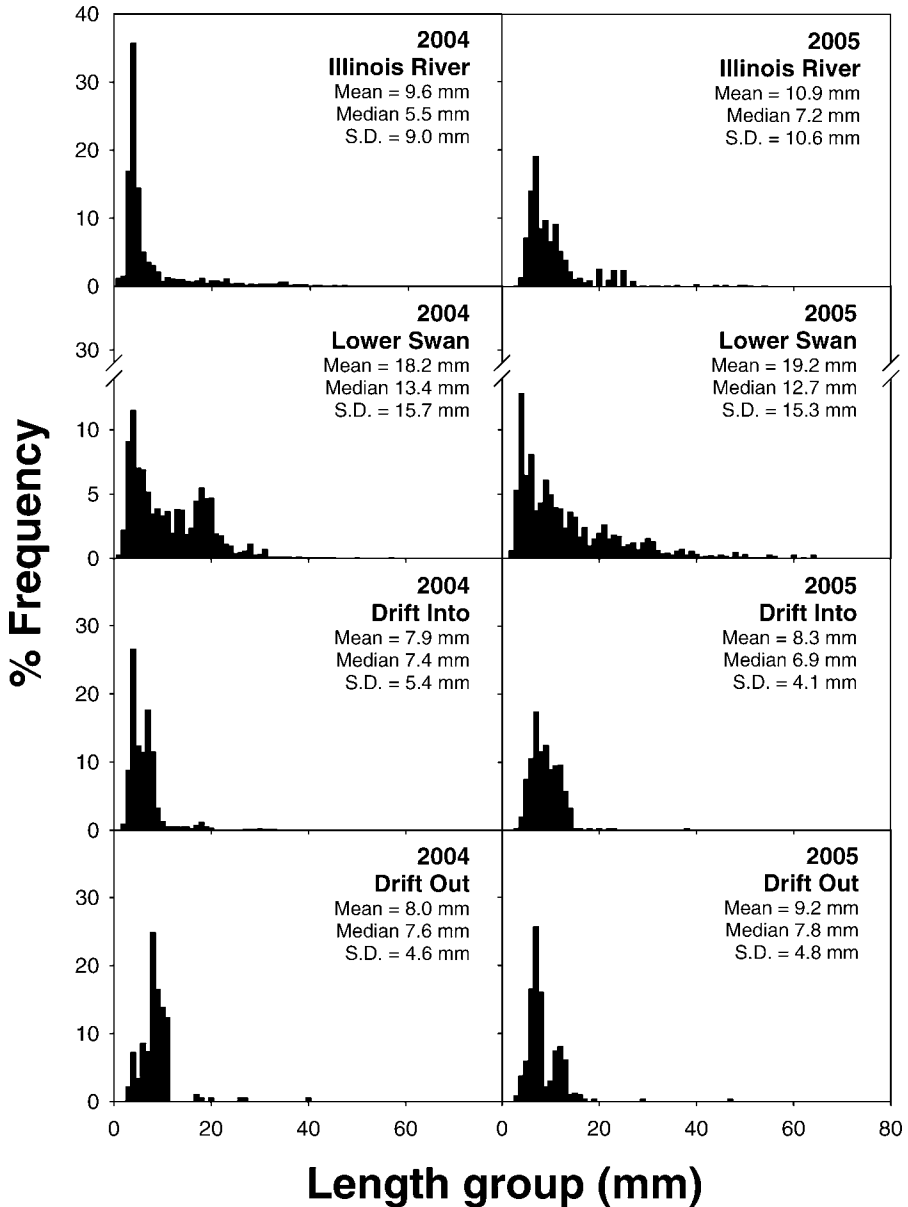 % Frequency
40
30
20
10
0
2004
Illinois River
Mean = 9.6 mm
Median 5.5 mm
S.D. = 9.0 mm
2005
Illinois River
Mean = 10.9 mm
Median 7.2 mm
S.D. = 10.6 mm
30
10
5
0
2004
Lower Swan
Mean = 18.2 mm
Median 13.4 mm
S.D. = 15.7 mm
2005
Lower Swan
Mean = 19.2 mm
Median 12.7 mm
S.D. = 15.3 mm
30
20
10
0
2004
Drift Into
Mean = 7.9 mm
Median 7.4 mm
S.D. = 5.4 mm
2005
Drift Into
Mean = 8.3 mm
Median 6.9 mm
S.D. = 4.1 mm
30
20
10
0
2004
Drift Out
Mean = 8.0 mm
Median 7.6 mm
S.D. = 4.6 mm
2005
Drift Out
Mean = 9.2 mm
Median 7.8 mm
S.D. = 4.8 mm
0 20 40 60 0 20 40 60 80
Length group (mm)